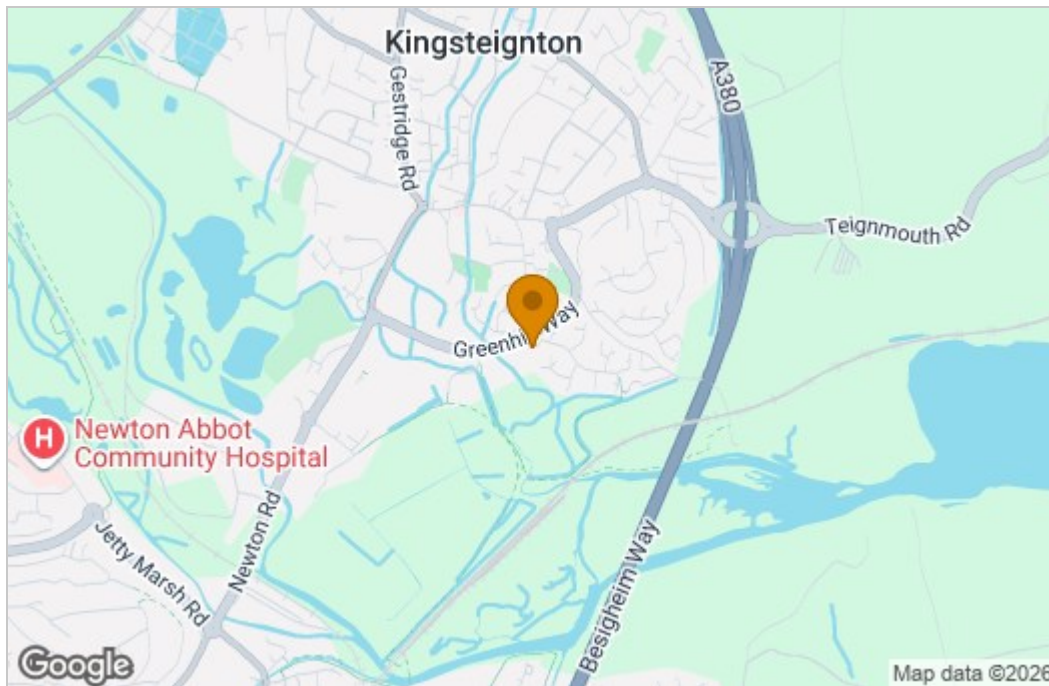 Kingsteignton
Gestridge Rd
A380
Teignmouth Rd
Way
H
Newton Abbot
Community Hospital
Newton Rd
Jetty Marsh Rd
Besigheim Way
Google
Map data ©2026